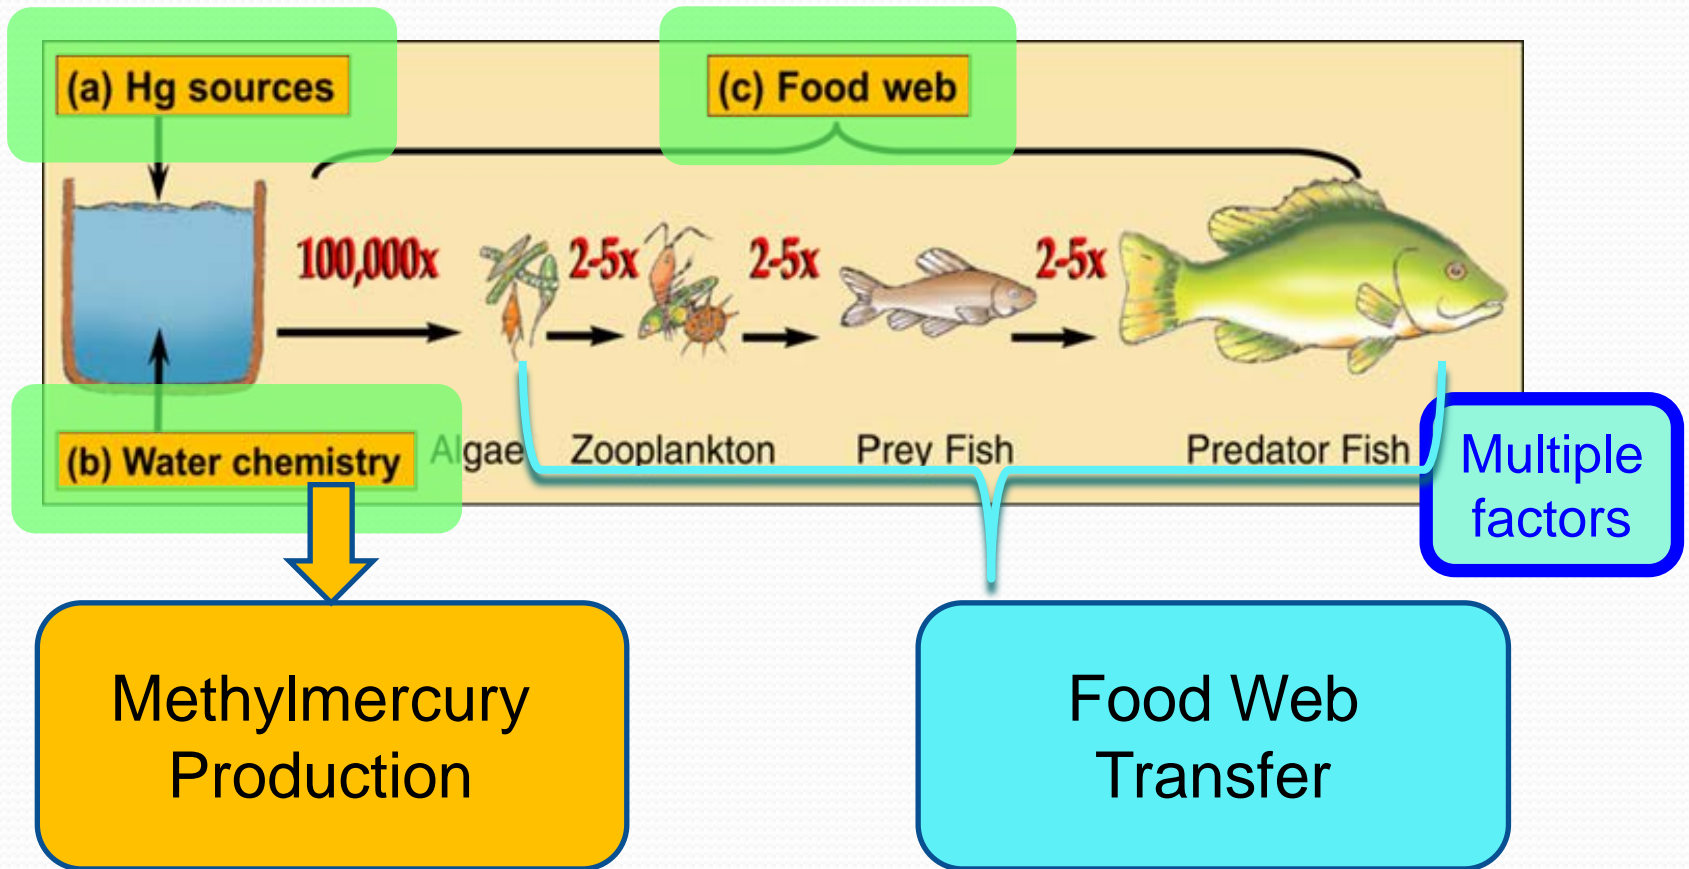 (a) Hg sources
(c) Food web
100,000x
2-5x
2-5x
2-5x
(b) Water chemistry
Algae
Zooplankton
Prey Fish
Predator Fish
Multiple
factors
Methylmercury
Production
Food Web
Transfer